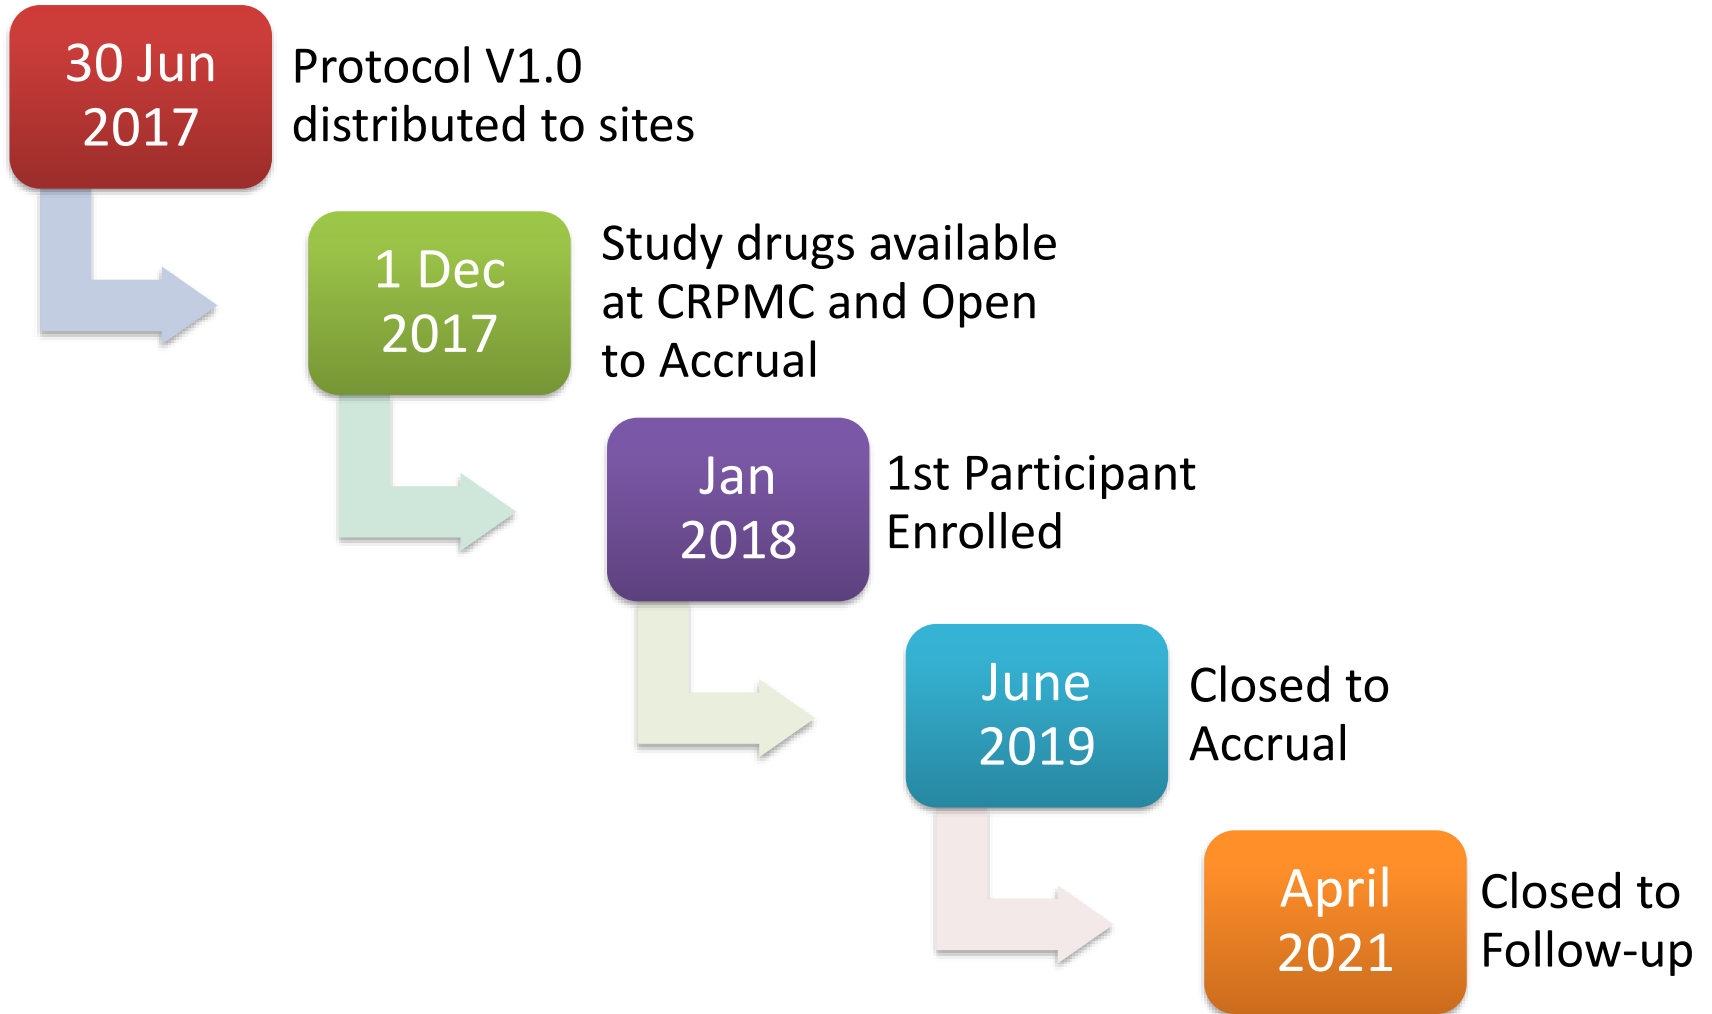 30 Jun
2017
Protocol V1.0
distributed to sites
1 Dec
2017
Study drugs available
at CRPMC and Open
to Accrual
Jan
2018
1st Participant
Enrolled
June
2019
Closed to
Accrual
April
2021
Closed to
Follow-up